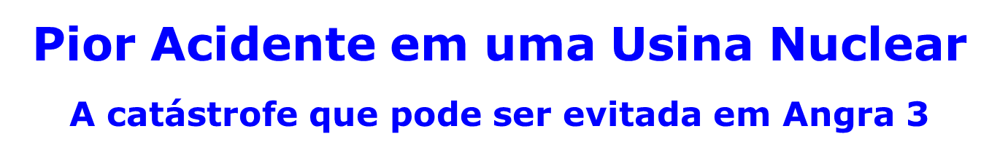 Pior Acidente em uma Usina Nuclear
A catástrofe que pode ser evitada em Angra 3